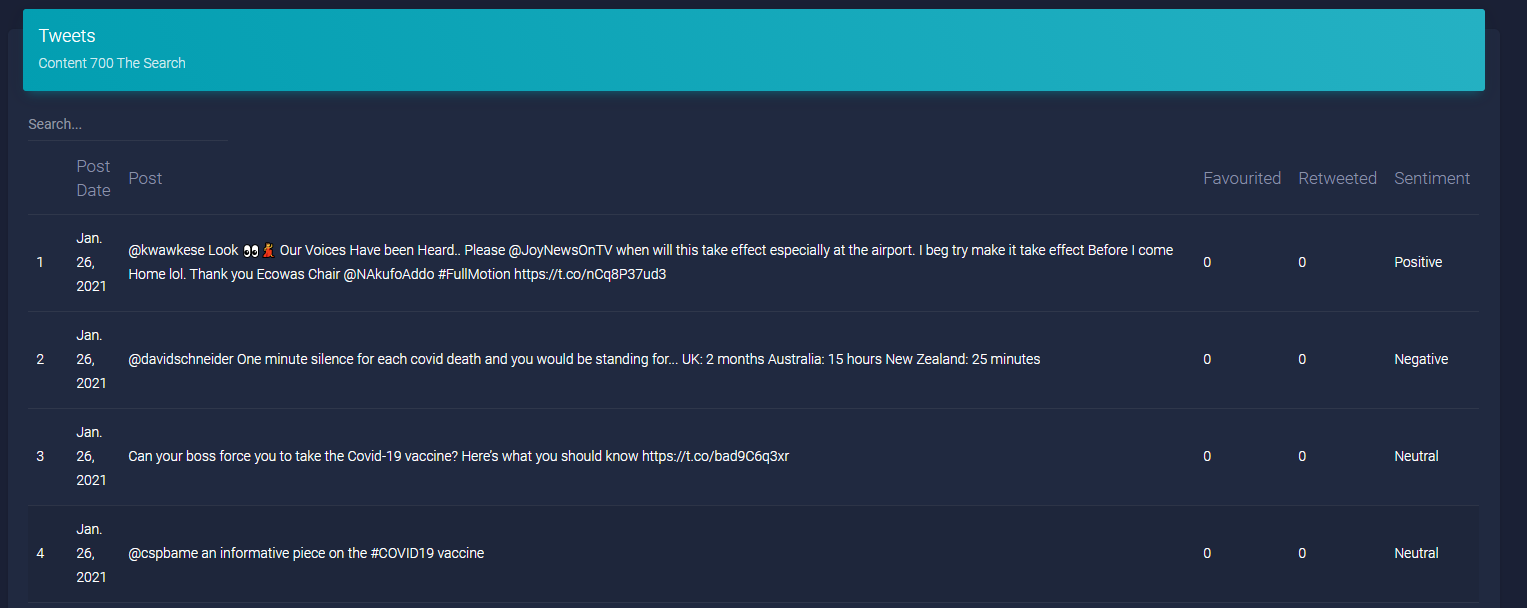 Tweets
Content 700 The Search
Search...
Post Date Post Favourited Retweeted Sentiment
1 Jan. 26, 2021 @kwawkese Look 👀💃 Our Voices Have been Heard.. Please @JoyNewsOnTV when will this take effect especially at the airport. I beg try make it take effect Before I come
Home lol. Thank you Ecowas Chair @NAkufoAddo #FullMotion https://t.co/nCq8P37ud3 0 0 Positive
2 Jan. 26, 2021 @davidschneider One minute silence for each covid death and you would be standing for... UK: 2 months Australia: 15 hours New Zealand: 25 minutes 0 0 Negative
3 Jan. 26, 2021 Can your boss force you to take the Covid-19 vaccine? Here's what you should know https://t.co/bad9C6q3xr 0 0 Neutral
4 Jan. 26, 2021 @cspbame an informative piece on the #COVID19 vaccine 0 0 Neutral